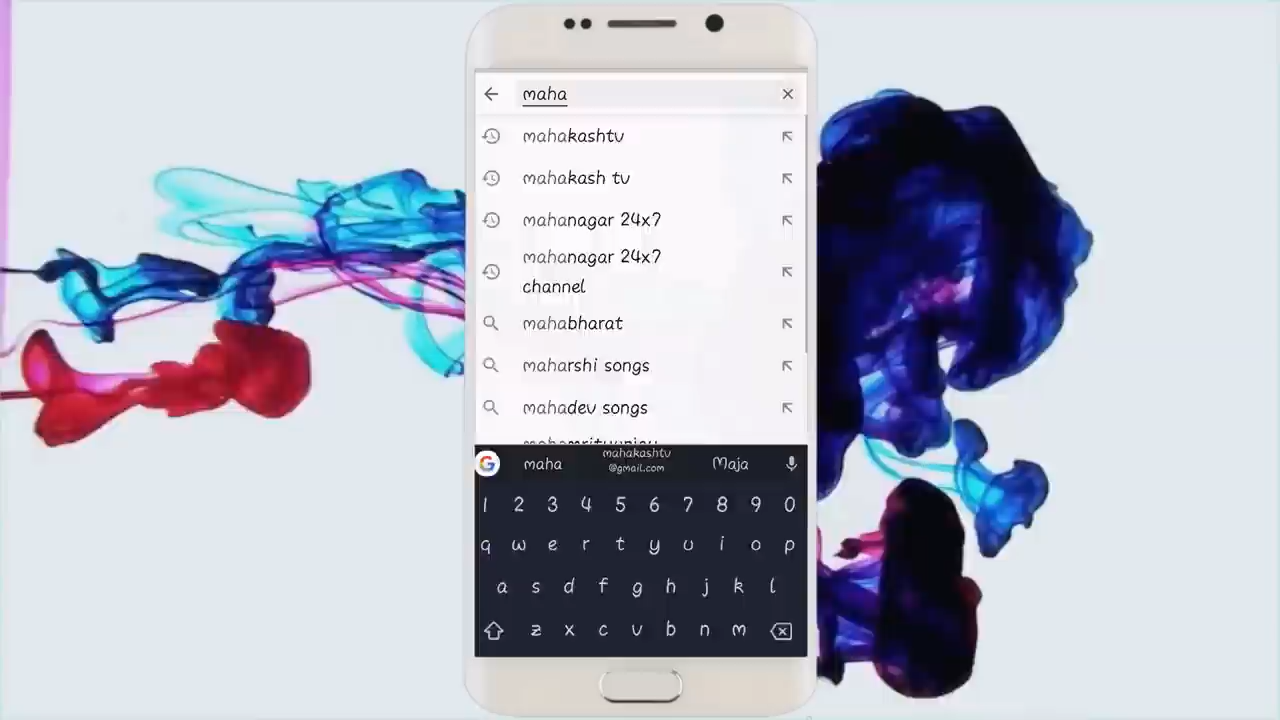 maha
mahakashtv
mahakash tv
mahanagar 24x7
mahanagar 24x7
channel
mahabharat
maharshi songs
mahadev songs
maha mahakashtv Maja
@gmail.com
1 2 3 4 5 6 7 8 9 0
q w e r t y u i o p
a s d f g h j k l
z x c v b n m